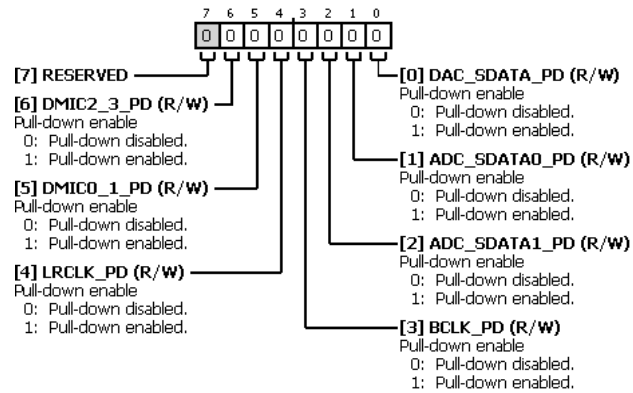 7 6 5 4 3 2 1 0
0 0 0 0 0 0 0 0
[7] RESERVED
[6] DMIC2_3_PD (R/W)
Pull-down enable
0: Pull-down disabled.
1: Pull-down enabled.
[5] DMIC0_1_PD (R/W)
Pull-down enable
0: Pull-down disabled.
1: Pull-down enabled.
[4] LRCLK_PD (R/W)
Pull-down enable
0: Pull-down disabled.
1: Pull-down enabled.
[0] DAC_SDATA_PD (R/W)
Pull-down enable
0: Pull-down disabled.
1: Pull-down enabled.
[1] ADC_SDATA0_PD (R/W)
Pull-down enable
0: Pull-down disabled.
1: Pull-down enabled.
[2] ADC_SDATA1_PD (R/W)
Pull-down enable
0: Pull-down disabled.
1: Pull-down enabled.
[3] BCLK_PD (R/W)
Pull-down enable
0: Pull-down disabled.
1: Pull-down enabled.